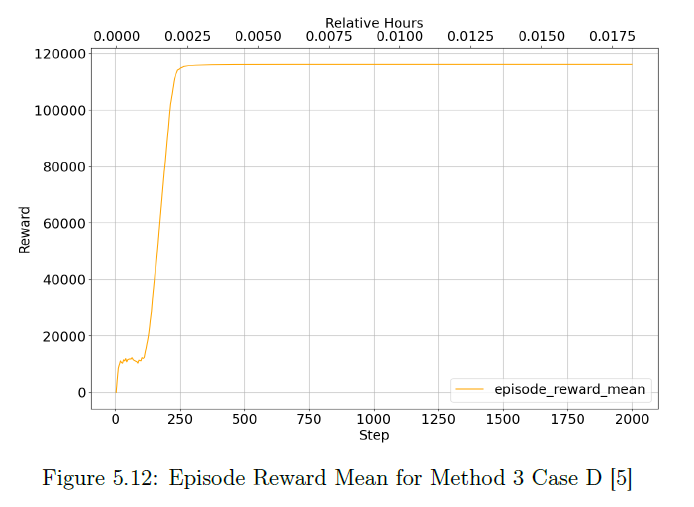 Relative Hours
0.0000 0.0025 0.0050 0.0075 0.0100 0.0125 0.0150 0.0175
120000
100000
80000
60000
40000
20000
0
Reward
episode_reward_mean
0 250 500 750 1000 1250 1500 1750 2000
Step
Figure 5.12: Episode Reward Mean for Method 3 Case D [5]